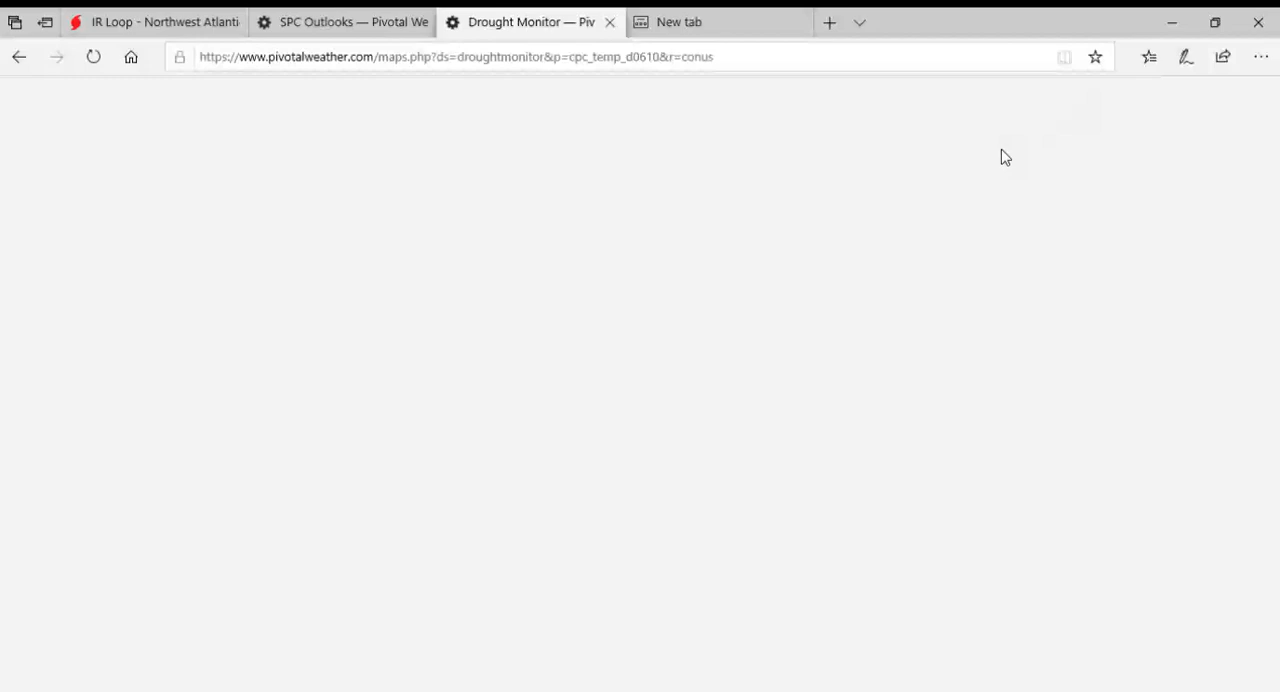 IR Loop - Northwest Atlanti
SPC Outlooks — Pivotal We
Drought Monitor — Piv
New tab
https://www.pivotalweather.com/maps.php?ds=droughtmonitor&p=cpc_temp_d0610&r=conus